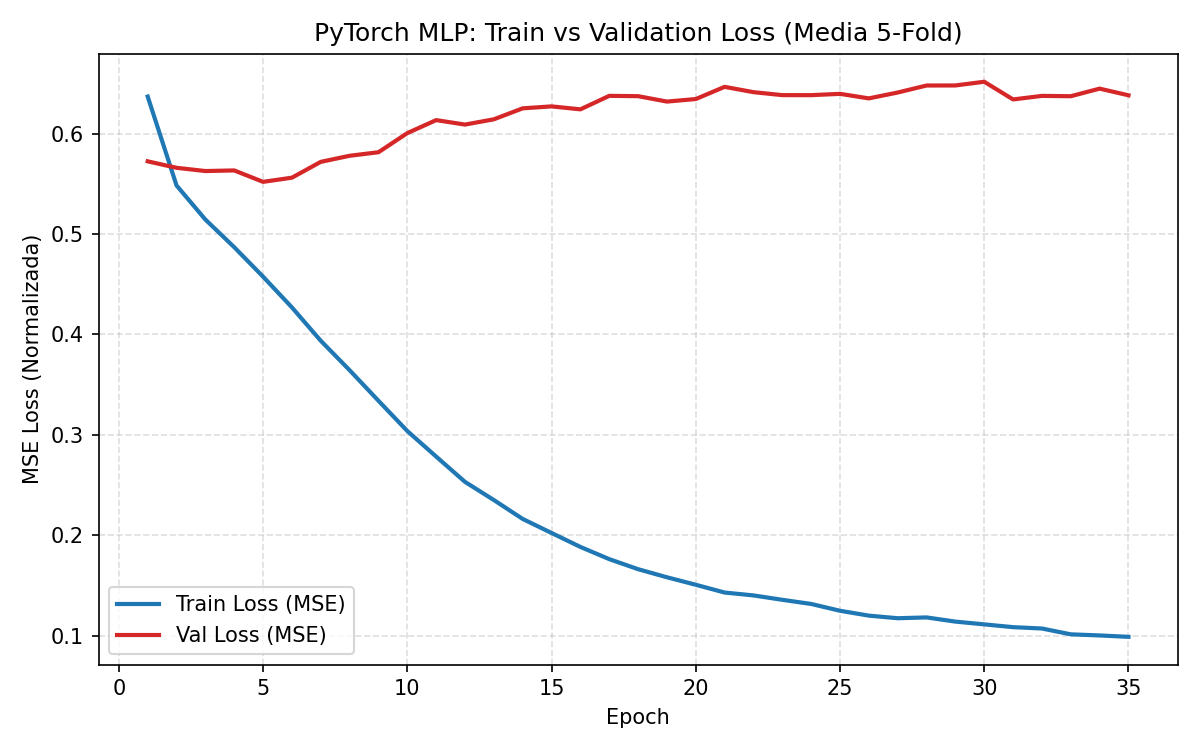 PyTorch MLP: Train vs Validation Loss (Media 5-Fold)
MSE Loss (Normalizada)
0.6
0.5
0.4
0.3
0.2
0.1
Train Loss (MSE)
Val Loss (MSE)
0 5 10 15 20 25 30 35
Epoch